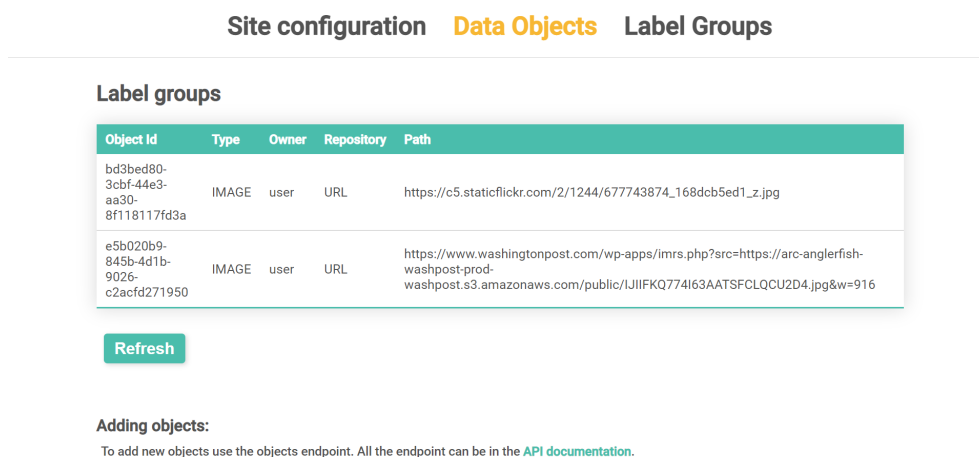 Site configuration Data Objects Label Groups
Label groups
Object Id Type Owner Repository Path
bd3bed80-
3cbf-44e3-
aa30-
8f118117fd3a
IMAGE user URL https://c5.staticflickr.com/2/1244/677743874_168dcb5ed1_z.jpg
e5b020b9-
845b-4d1b-
9026-
c2acfd271950
IMAGE user URL
https://www.washingtonpost.com/wp-apps/imrs.php?src=https://arc-anglerfish-
washpost-prod-
washpost.s3.amazonaws.com/public/IJIIFKQ774I63AATSFCLQCU2D4.jpg&w=916
Refresh
Adding objects:
To add new objects use the objects endpoint. All the endpoint can be in the API documentation.